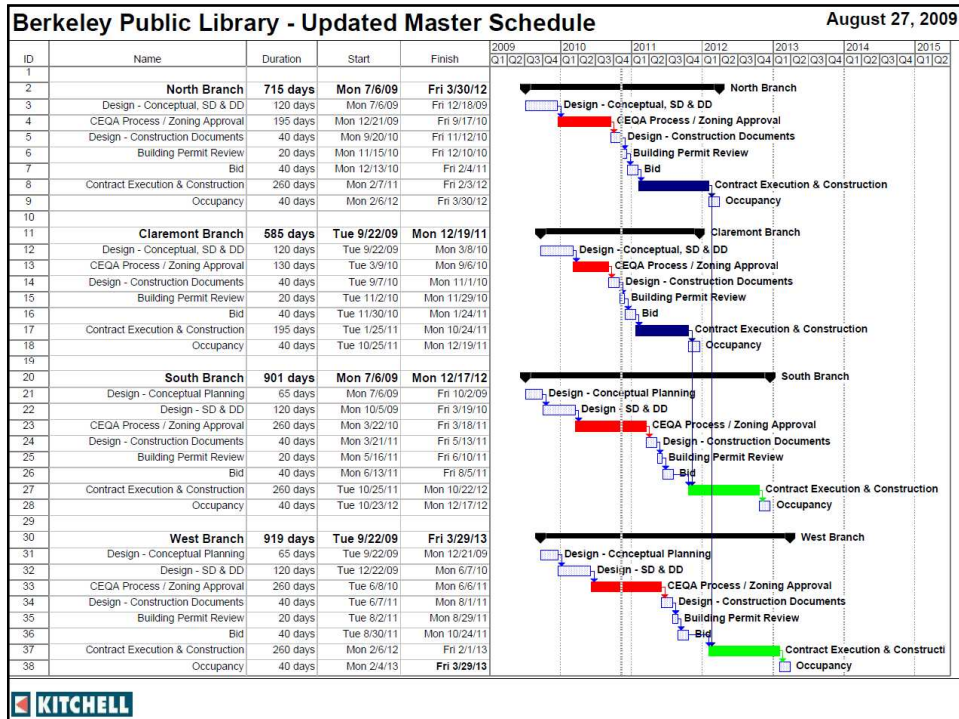 Berkeley Public Library - Updated Master Schedule August 27, 2009
2009 2010 2011 2012 2013 2014 2015
ID Name Duration Start Finish Q1 Q2 Q3 Q4 Q1 Q2 Q3 Q4 Q1 Q2 Q3 Q4 Q1 Q2 Q3 Q4 Q1 Q2 Q3 Q4 Q1 Q2 Q3 Q4 Q1 Q2
1
2 North Branch 715 days Mon 7/6/09 Fri 3/30/12 North Branch
3 Design - Conceptual, SD & DD 120 days Mon 7/6/09 Fri 12/18/09 Design - Conceptual, SD & DD
4 CEQA Process / Zoning Approval 195 days Mon 12/21/09 Fri 9/17/10 CEQA Process / Zoning Approval
5 Design - Construction Documents 40 days Mon 9/20/10 Fri 11/12/10 Design - Construction Documents
6 Building Permit Review 20 days Mon 11/15/10 Fri 12/10/10 Building Permit Review
7 Bid 40 days Mon 12/13/10 Fri 2/4/11 Bid
8 Contract Execution & Construction 260 days Mon 2/7/11 Fri 2/3/12 Contract Execution & Construction
9 Occupancy 40 days Mon 2/6/12 Fri 3/30/12 Occupancy
10
11 Claremont Branch 585 days Tue 9/22/09 Mon 12/19/11 Claremont Branch
12 Design - Conceptual, SD & DD 120 days Tue 9/22/09 Mon 3/8/10 Design - Conceptual, SD & DD
13 CEQA Process / Zoning Approval 130 days Tue 3/9/10 Mon 9/6/10 CEQA Process / Zoning Approval
14 Design - Construction Documents 40 days Tue 9/7/10 Mon 11/1/10 Design - Construction Documents
15 Building Permit Review 20 days Tue 11/2/10 Mon 11/29/10 Building Permit Review
16 Bid 40 days Tue 11/30/10 Mon 1/24/11 Bid
17 Contract Execution & Construction 195 days Tue 1/25/11 Mon 10/24/11 Contract Execution & Construction
18 Occupancy 40 days Tue 10/25/11 Mon 12/19/11 Occupancy
19
20 South Branch 901 days Mon 7/6/09 Mon 12/17/12 South Branch
21 Design - Conceptual Planning 65 days Mon 7/6/09 Fri 10/2/09 Design - Conceptual Planning
22 Design - SD & DD 120 days Mon 10/5/09 Fri 3/19/10 Design - SD & DD
23 CEQA Process / Zoning Approval 260 days Mon 3/22/10 Fri 3/18/11 CEQA Process / Zoning Approval
24 Design - Construction Documents 40 days Mon 3/21/11 Fri 5/13/11 Design - Construction Documents
25 Building Permit Review 20 days Mon 5/16/11 Fri 6/10/11 Building Permit Review
26 Bid 40 days Mon 6/13/11 Fri 8/5/11 Bid
27 Contract Execution & Construction 260 days Tue 10/25/11 Mon 10/22/12 Contract Execution & Construction
28 Occupancy 40 days Tue 10/23/12 Mon 12/17/12 Occupancy
29
30 West Branch 919 days Tue 9/22/09 Fri 3/29/13 West Branch
31 Design - Conceptual Planning 65 days Tue 9/22/09 Mon 12/21/09 Design - Conceptual Planning
32 Design - SD & DD 120 days Tue 12/22/09 Mon 6/7/10 Design - SD & DD
33 CEQA Process / Zoning Approval 260 days Tue 6/8/10 Mon 6/6/11 CEQA Process / Zoning Approval
34 Design - Construction Documents 40 days Tue 6/7/11 Mon 8/1/11 Design - Construction Documents
35 Building Permit Review 20 days Tue 8/2/11 Mon 8/29/11 Building Permit Review
36 Bid 40 days Tue 8/30/11 Mon 10/24/11 Bid
37 Contract Execution & Construction 260 days Mon 2/6/12 Fri 2/1/13 Contract Execution & Constructi
38 Occupancy 40 days Mon 2/4/13 Fri 3/29/13 Occupancy
KITCHELL